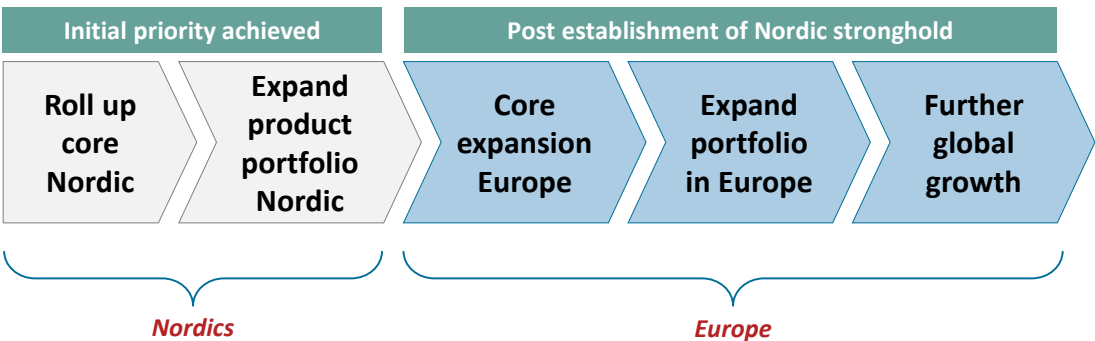 Initial priority achieved
Post establishment of Nordic stronghold
Roll up
core
Nordic
Expand
product
portfolio
Nordic
Core
expansion
Europe
Expand
portfolio
in Europe
Further
global
growth
Nordics
Europe